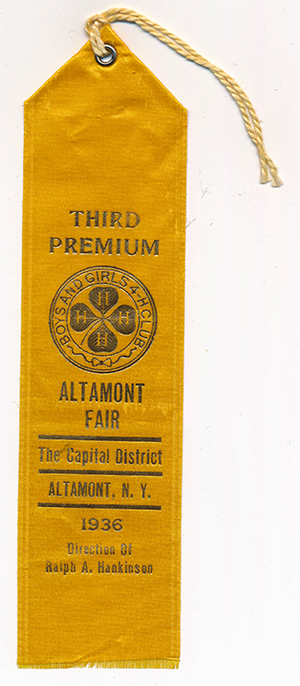 THIRD
PREMIUM
BOYS AND GIRLS 4-H CLUB
H H H H
ALTAMONT
FAIR
The Capital District
ALTAMONT, N. Y.
1936
Direction Of
Ralph A. Hankinson